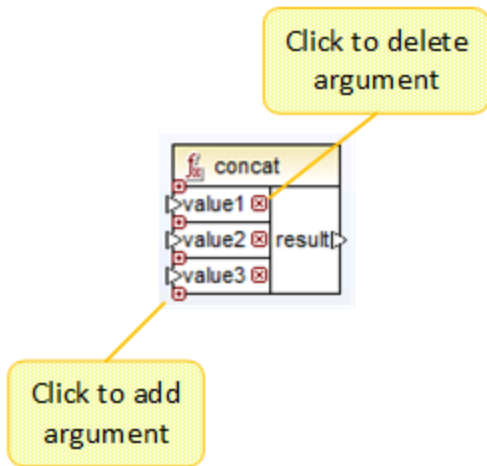 Click to delete
argument
concat
value1
value2 result
value3
Click to add
argument